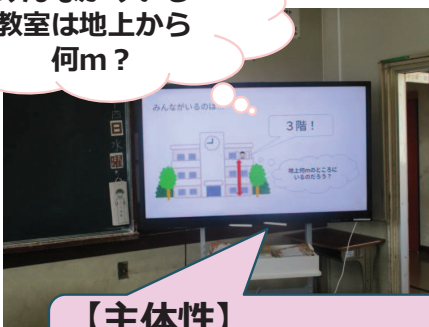 教室は地上から
何m？
みんながいるのは…
３階！
地上何mのところに
いるのだろう？
日
水
曜
【主体性】